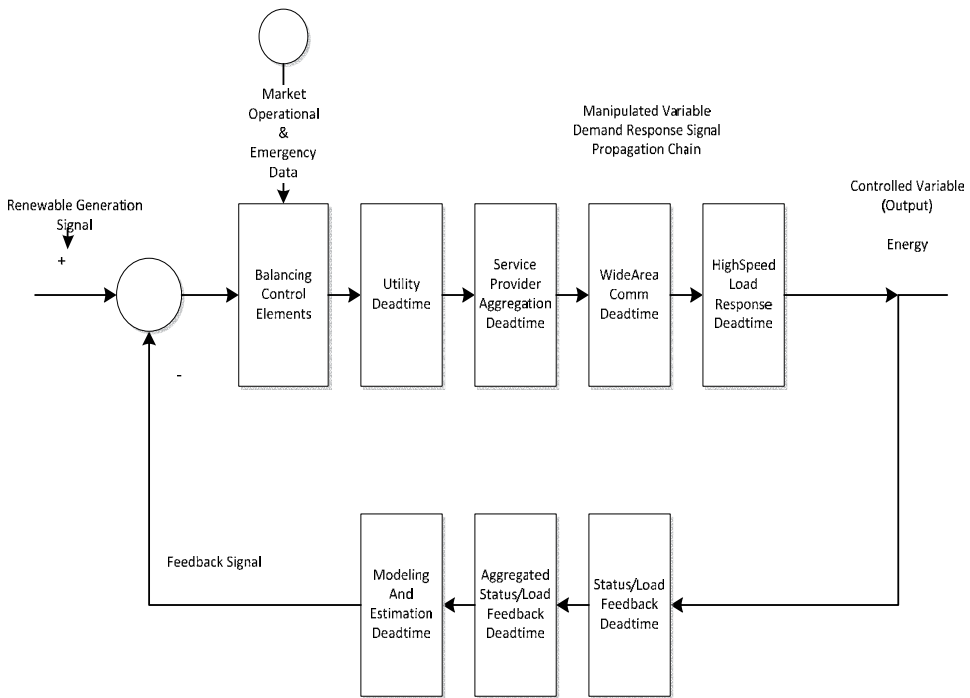 Market
Operational
&
Emergency
Data
Manipulated Variable
Demand Response Signal
Propagation Chain
Controlled Variable
(Output)
Energy
Renewable Generation
Signal
+
-
Balancing
Control
Elements
Utility
Deadtime
Service
Provider
Aggregation
Deadtime
WideArea
Comm
Deadtime
HighSpeed
Load
Response
Deadtime
Feedback Signal
Modeling
And
Estimation
Deadtime
Aggregated
Status/Load
Feedback
Deadtime
Status/Load
Feedback
Deadtime